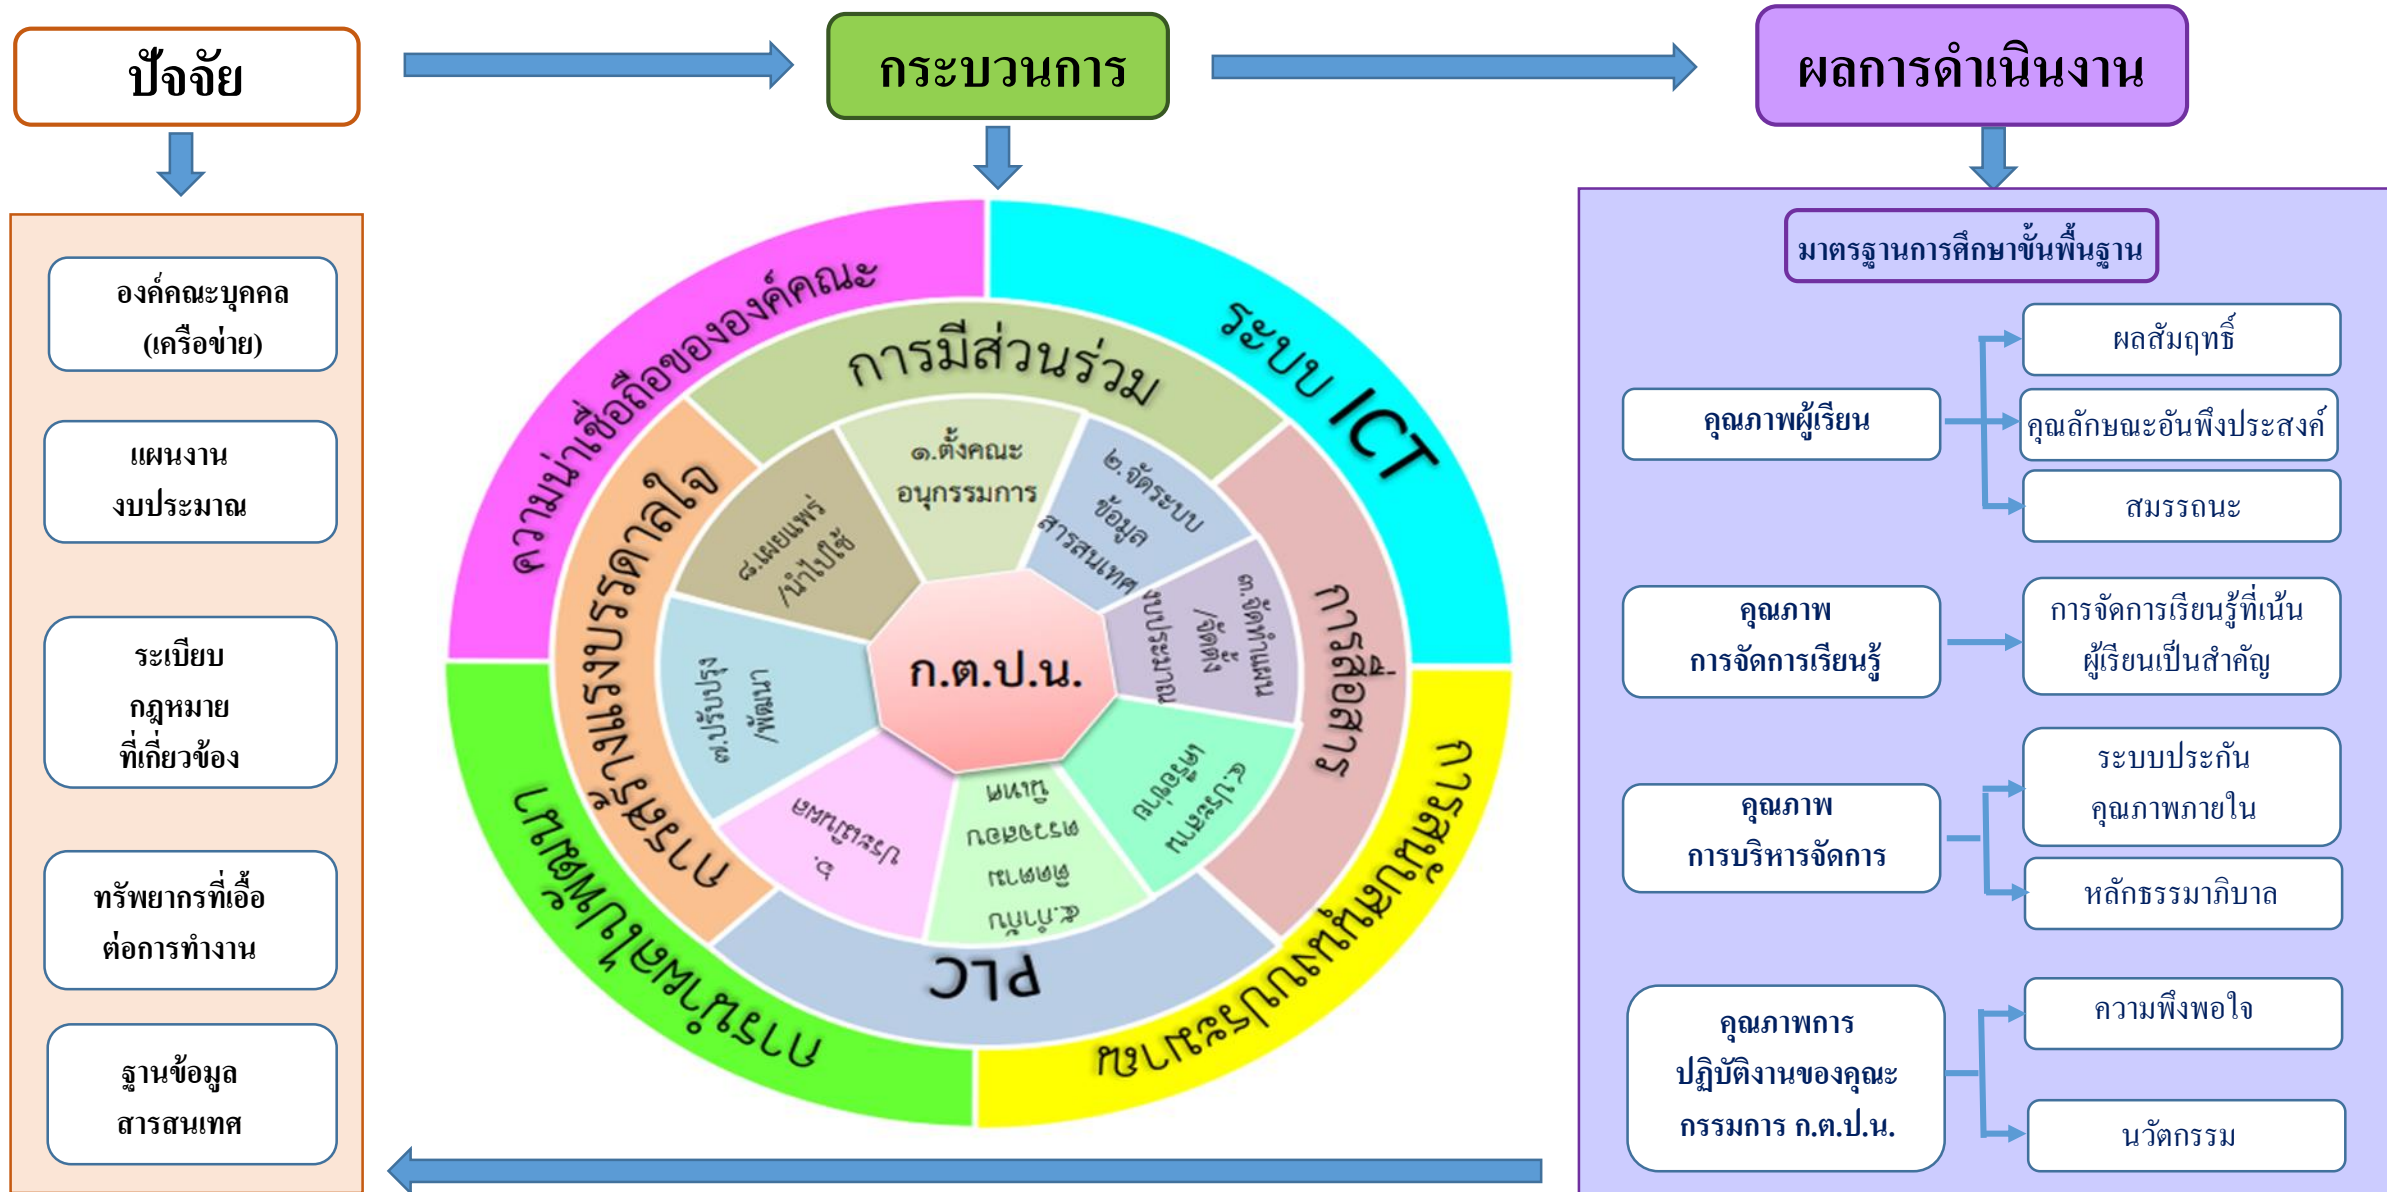 ปัจจัย
กระบวนการ
ผลการดำเนินงาน
องค์คณะบุคคล
(เครือข่าย)
แผนงาน
งบประมาณ
ระเบียบ
กฎหมาย
ที่เกี่ยวข้อง
ทรัพยากรที่เอื้อ
ต่อการทำงาน
ฐานข้อมูล
สารสนเทศ
ความน่าเชื่อถือขององค์คณะ
ระบบ ICT
การสนับสนุนงบประมาณ
การนำผลไปพัฒนา
การมีส่วนร่วม
การสื่อสาร
PLC
การสร้างแรงบรรดาลใจ
๑.ตั้งคณะ
อนุกรรมการ
๒.จัดระบบ
ข้อมูล
สารสนเทศ
๓.จัดทำแผน
/จัดตั้ง
งบประมาณ
๔.ประสาน
เครือข่าย
๕.กำกับ
ติดตาม
ตรวจสอบ
นิเทศ
๖.
ประเมินผล
๗.ปรับปรุง
/พัฒนา
๘.เผยแพร่
/นำไปใช้
ก.ต.ป.น.
มาตรฐานการศึกษาขั้นพื้นฐาน
คุณภาพผู้เรียน
ผลสัมฤทธิ์
คุณลักษณะอันพึงประสงค์
สมรรถนะ
คุณภาพ
การจัดการเรียนรู้
การจัดการเรียนรู้ที่เน้น
ผู้เรียนเป็นสำคัญ
คุณภาพ
การบริหารจัดการ
ระบบประกัน
คุณภาพภายใน
หลักธรรมาภิบาล
คุณภาพการ
ปฏิบัติงานของคุณะ
กรรมการ ก.ต.ป.น.
ความพึงพอใจ
นวัตกรรม